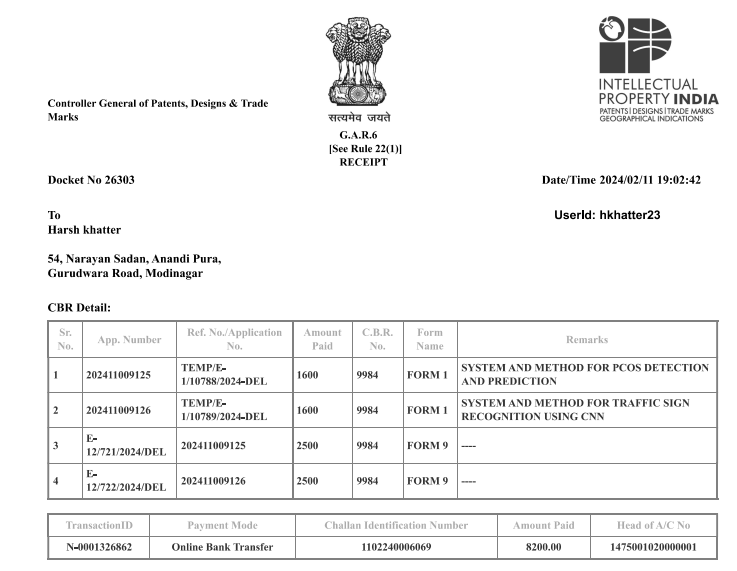 INTELLECTUAL
PROPERTY INDIA
PATENTS | DESIGNS | TRADE MARKS
GEOGRAPHICAL INDICATIONS
Controller General of Patents, Designs & Trade
Marks
सत्यमेव जयते
G.A.R.6
[See Rule 22(1)]
RECEIPT
Docket No 26303
Date/Time 2024/02/11 19:02:42
To
UserId: hkhatter23
Harsh khatter
54, Narayan Sadan, Anandi Pura,
Gurudwara Road, Modinagar
CBR Detail:
Sr. No. App. Number Ref. No./Application No. Amount Paid C.B.R. No. Form Name Remarks
1 202411009125 TEMP/E-1/10788/2024-DEL 1600 9984 FORM 1 SYSTEM AND METHOD FOR PCOS DETECTION AND PREDICTION
2 202411009126 TEMP/E-1/10789/2024-DEL 1600 9984 FORM 1 SYSTEM AND METHOD FOR TRAFFIC SIGN RECOGNITION USING CNN
3 E-12/721/2024/DEL 202411009125 2500 9984 FORM 9 ----
4 E-12/722/2024/DEL 202411009126 2500 9984 FORM 9 ----
TransactionID Payment Mode Challan Identification Number Amount Paid Head of A/C No
N-0001326862 Online Bank Transfer 1102240006069 8200.00 1475001020000001